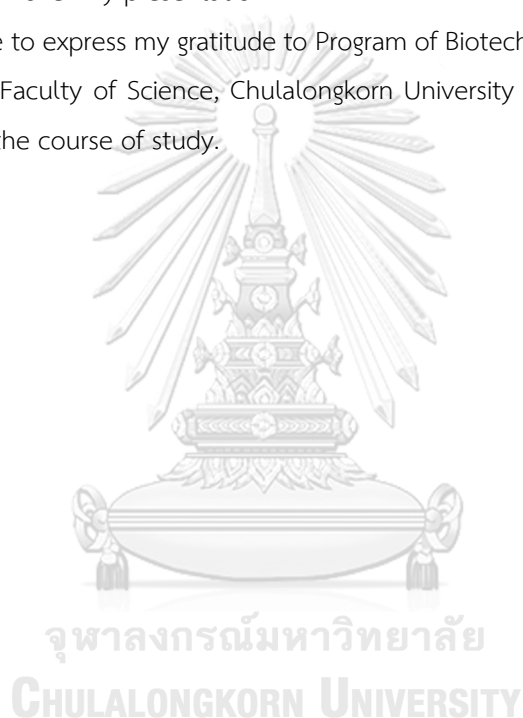 e to express my gratitude to Program of Biotech
Faculty of Science, Chulalongkorn University
the course of study.
จุฬาลงกรณ์มหาวิทยาลัย
CHULALONGKORN UNIVERSITY